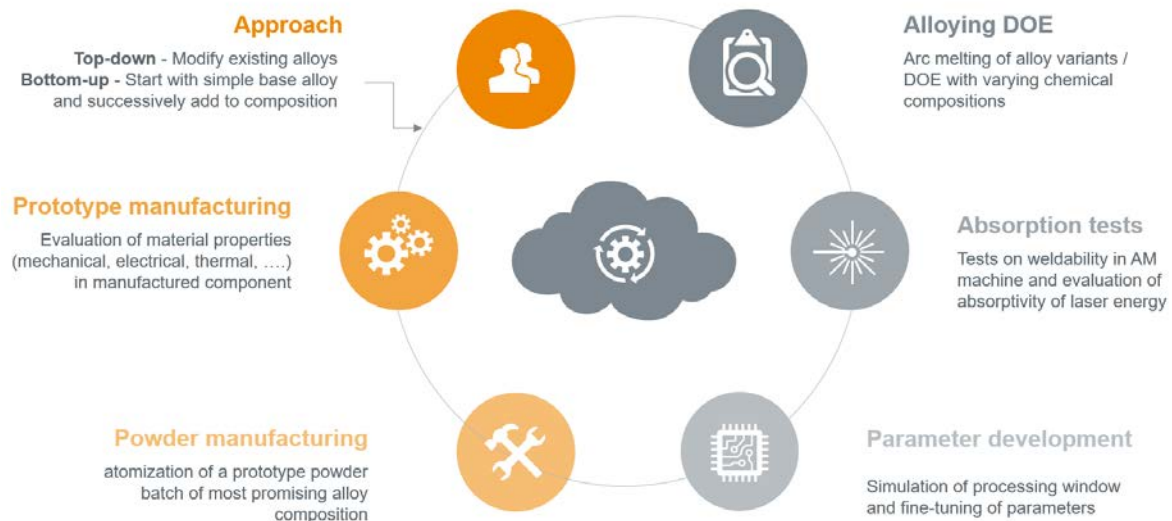 Approach
Top-down - Modify existing alloys
Bottom-up - Start with simple base alloy
and successively add to composition
Alloying DOE
Arc melting of alloy variants /
DOE with varying chemical
compositions
Prototype manufacturing
Evaluation of material properties
(mechanical, electrical, thermal, ....)
in manufactured component
Absorption tests
Tests on weldability in AM
machine and evaluation of
absorptivity of laser energy
Powder manufacturing
atomization of a prototype powder
batch of most promising alloy
composition
Parameter development
Simulation of processing window
and fine-tuning of parameters